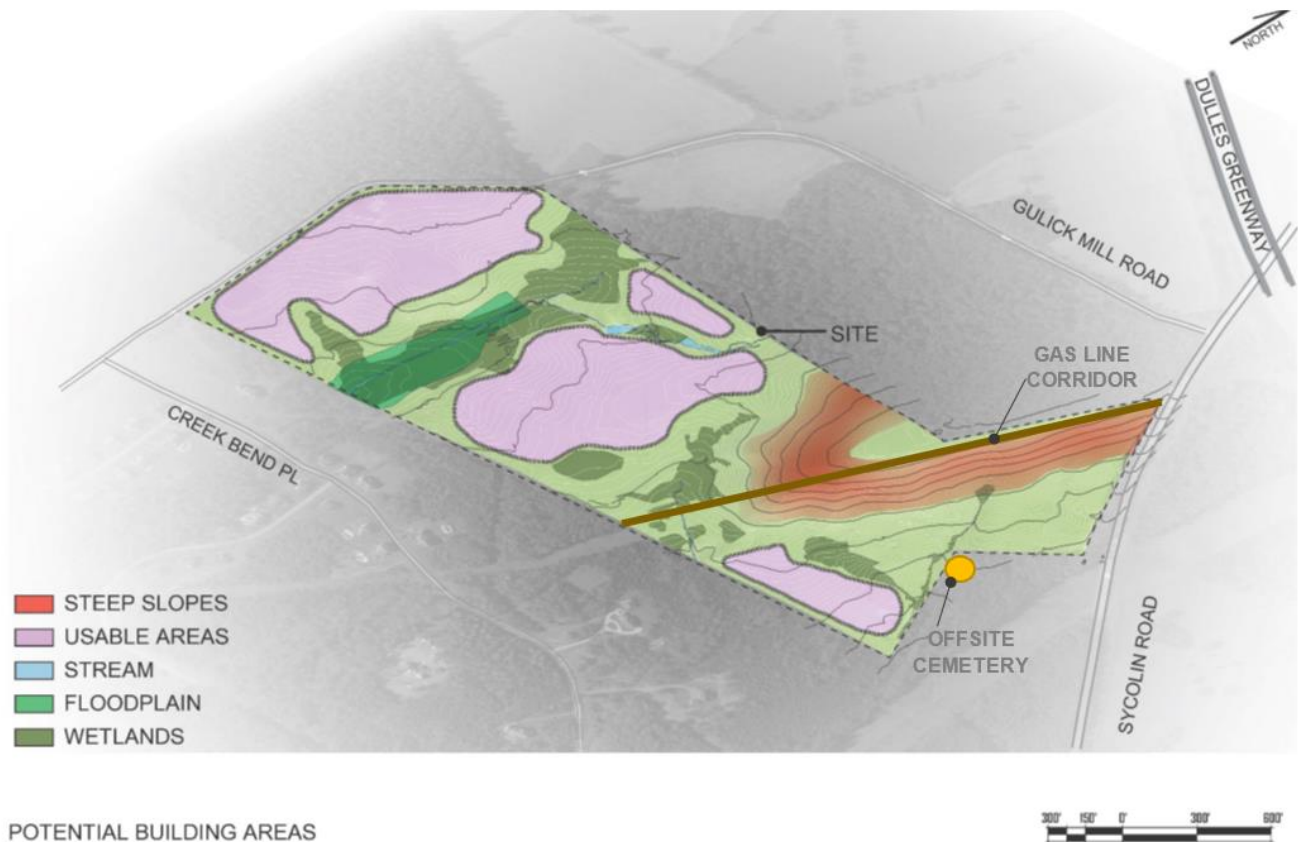 NORTH
DULLES GREENWAY
GULICK MILL ROAD
SITE
GAS LINE
CORRIDOR
CREEK BEND PL
STEEP SLOPES
USABLE AREAS
STREAM
FLOODPLAIN
WETLANDS
OFFSITE
CEMETERY
SYCOLIN ROAD
POTENTIAL BUILDING AREAS
300' 150' 0' 300' 600'